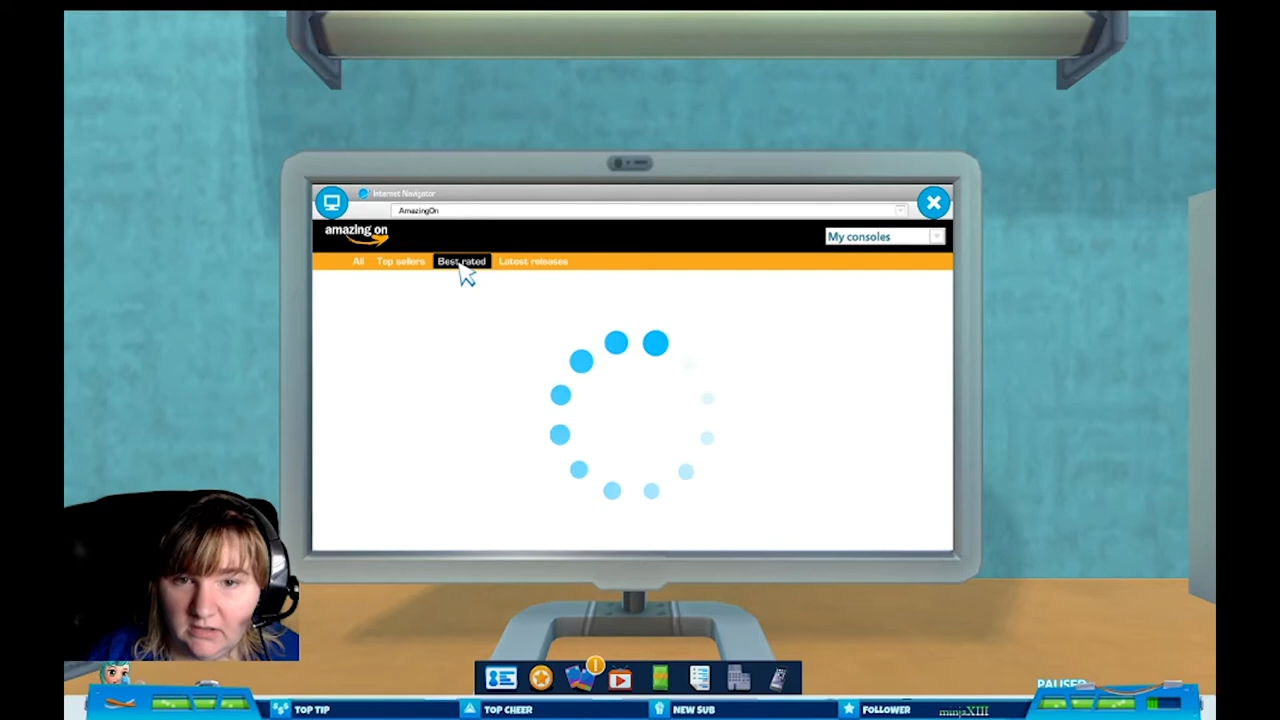 Internet Navigator
AmazingOn
amazing on
My consoles
All Top sellers Best rated Latest releases
!
PAUSED
TOP TIP TOP CHEER NEW SUB FOLLOWER minjaXIII